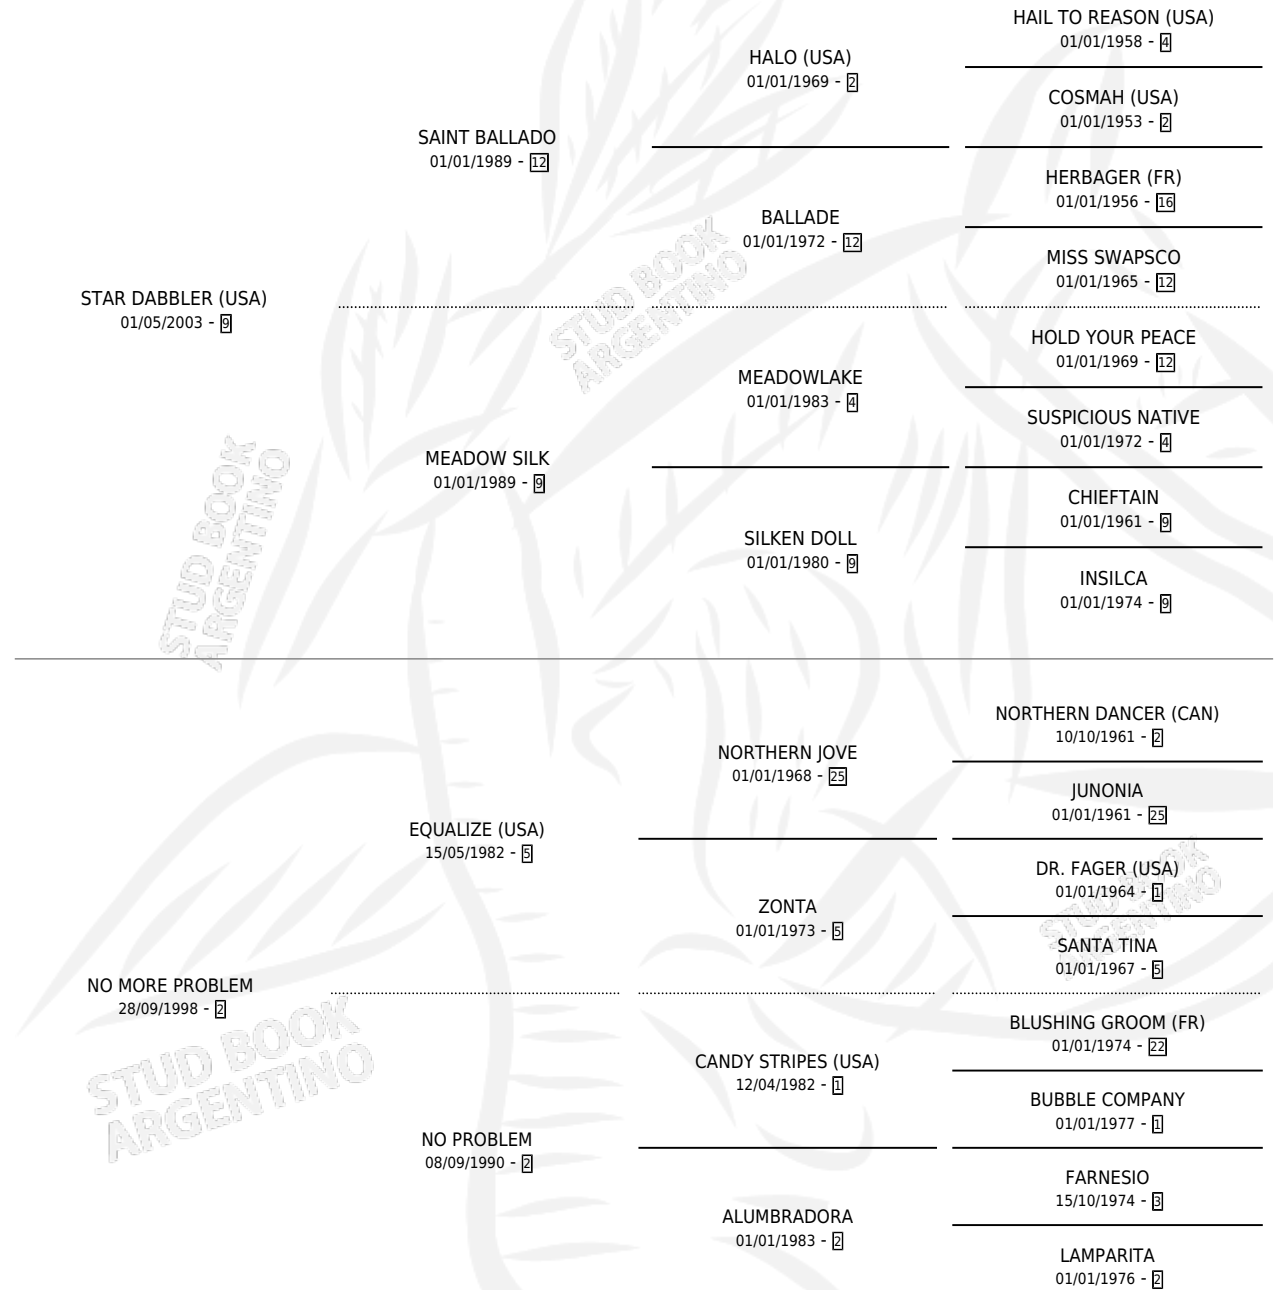 HAIL TO REASON (USA)
01/01/1958 - 4
HALO (USA)
01/01/1969 - 2
COSMAH (USA)
01/01/1953 - 2
SAINT BALLADO
01/01/1989 - 12
HERBAGER (FR)
01/01/1956 - 16
BALLADE
01/01/1972 - 12
MISS SWAPSCO
01/01/1965 - 12
STAR DABBLER (USA)
01/05/2003 - 9
STUD BOOK
ARGENTINO
HOLD YOUR PEACE
01/01/1969 - 12
MEADOWLAKE
01/01/1983 - 4
SUSPICIOUS NATIVE
01/01/1972 - 4
MEADOW SILK
01/01/1989 - 9
CHIEFTAIN
01/01/1961 - 9
SILKEN DOLL
01/01/1980 - 9
INSILCA
01/01/1974 - 9
STUD BOOK
ARGENTINO
NORTHERN DANCER (CAN)
10/10/1961 - 2
NORTHERN JOVE
01/01/1968 - 25
JUNONIA
01/01/1961 - 25
EQUALIZE (USA)
15/05/1982 - 5
DR. FAGER (USA)
01/01/1964 - 1
ZONTA
01/01/1973 - 5
STUD BOOK
ARGENTINO
SANTA TINA
01/01/1967 - 5
NO MORE PROBLEM
28/09/1998 - 2
STUD BOOK
ARGENTINO
BLUSHING GROOM (FR)
01/01/1974 - 22
CANDY STRIPES (USA)
12/04/1982 - 1
BUBBLE COMPANY
01/01/1977 - 1
NO PROBLEM
08/09/1990 - 2
FARNESIO
15/10/1974 - 3
ALUMBRADORA
01/01/1983 - 2
LAMPARITA
01/01/1976 - 2